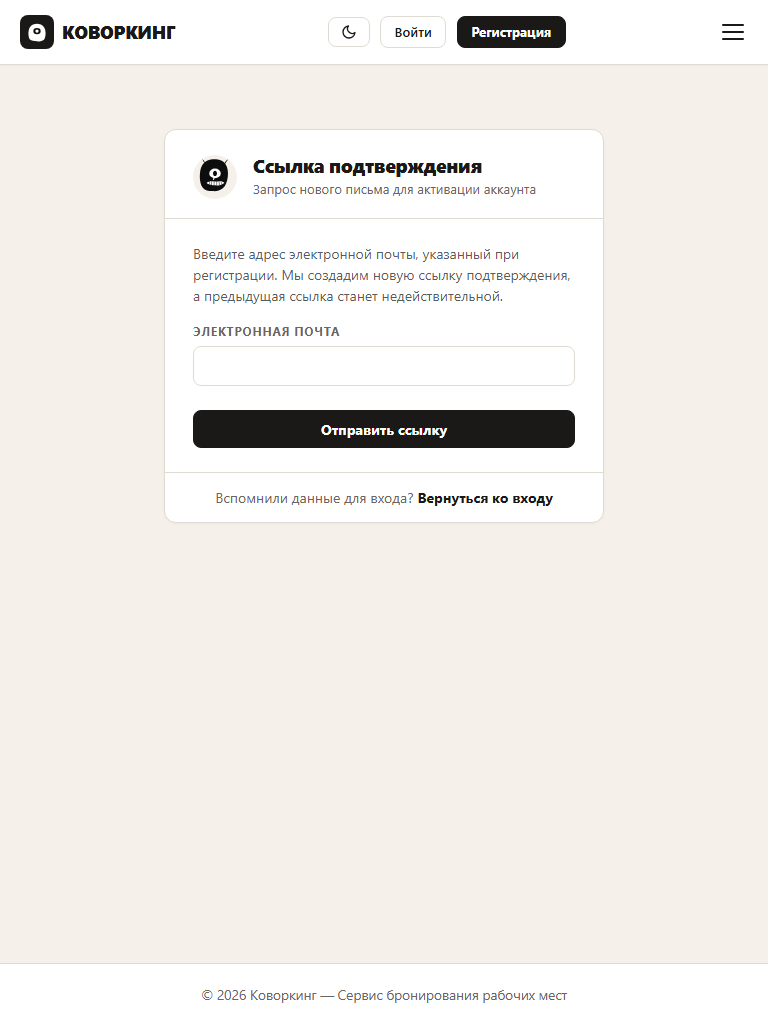 КОВОРКИНГ
Войти
Регистрация
Ссылка подтверждения
Запрос нового письма для активации аккаунта
Введите адрес электронной почты, указанный при
регистрации. Мы создадим новую ссылку подтверждения,
а предыдущая ссылка станет недействительной.
ЭЛЕКТРОННАЯ ПОЧТА
Отправить ссылку
Вспомнили данные для входа? Вернуться ко входу
© 2026 Коворкинг — Сервис бронирования рабочих мест